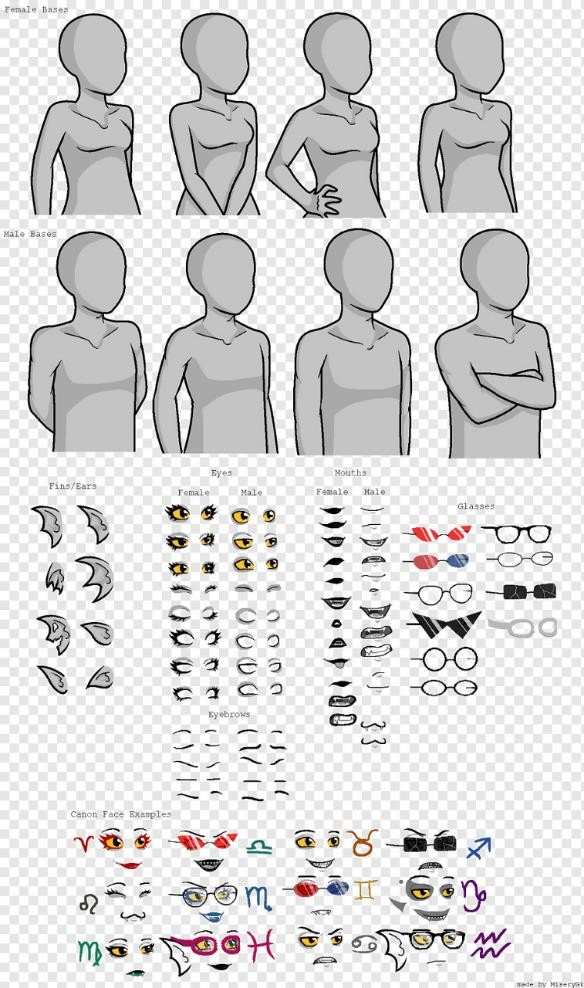 Female Bases
Male Bases
Eyes
Mouths
Fins/Ears
Female
Male
Female
Male
Glasses
Eyebrows
Canon Face Examples
♈
♎
♉
♐
♌
♏
♊
♑
♍
♓
♋
♒
made by MiseryGr